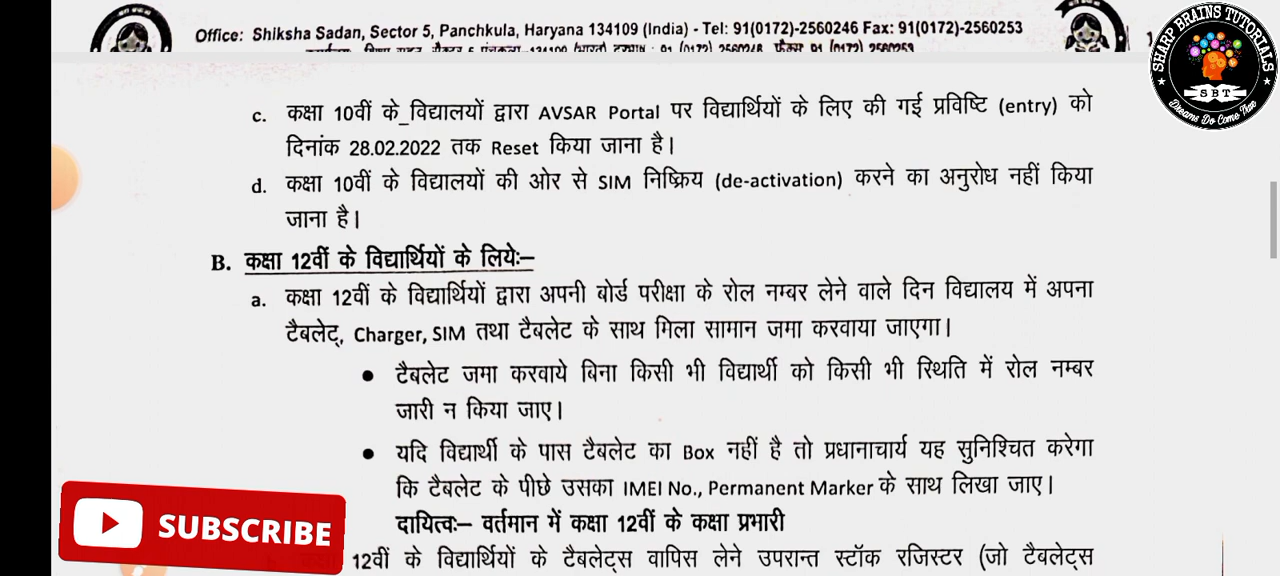 Office: Shiksha Sadan, Sector 5, Panchkula, Haryana 134109 (India) - Tel: 91(0172)-2560246 Fax: 91(0172)-2560253
SHARP BRAINS TUTORIALS
SBT
Dreams Do Come True
c. कक्षा 10वीं के विद्यालयों द्वारा AVSAR Portal पर विद्यार्थियों के लिए की गई प्रविष्टि (entry) को
दिनांक 28.02.2022 तक Reset किया जाना है।
d. कक्षा 10वीं के विद्यालयों की ओर से SIM निष्क्रिय (de-activation) करने का अनुरोध नहीं किया
जाना है।
B. कक्षा 12वीं के विद्यार्थियों के लियेः–
a. कक्षा 12वीं के विद्यार्थियों द्वारा अपनी बोर्ड परीक्षा के रोल नम्बर लेने वाले दिन विद्यालय में अपना
टैबलेट्, Charger, SIM तथा टैबलेट के साथ मिला सामान जमा करवाया जाएगा।
● टैबलेट जमा करवाये बिना किसी भी विद्यार्थी को किसी भी स्थिति में रोल नम्बर
जारी न किया जाए।
● यदि विद्यार्थी के पास टैबलेट का Box नहीं है तो प्रधानाचार्य यह सुनिश्चित करेगा
कि टैबलेट के पीछे उसका IMEI No., Permanent Marker के साथ लिखा जाए।
दायित्वः– वर्तमान में कक्षा 12वीं के कक्षा प्रभारी
12वीं के विद्यार्थियों के टैबलेट्स वापिस लेने उपरान्त स्टॉक रजिस्टर (जो टैबलेट्स
SUBSCRIBE